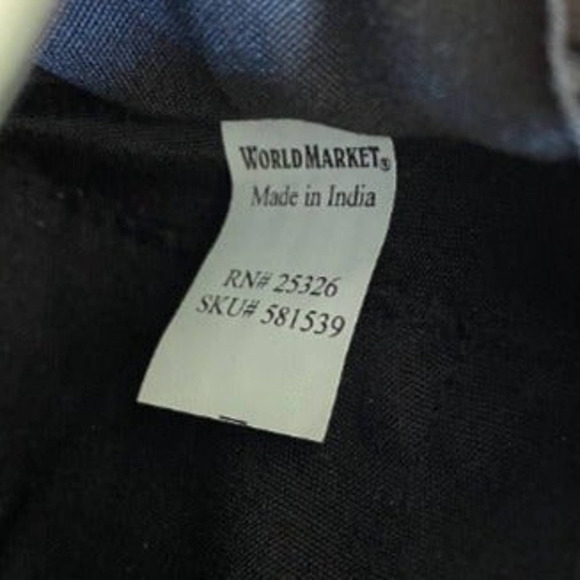 WORLD MARKET®
Made in India
RN# 25326
SKU# 581539